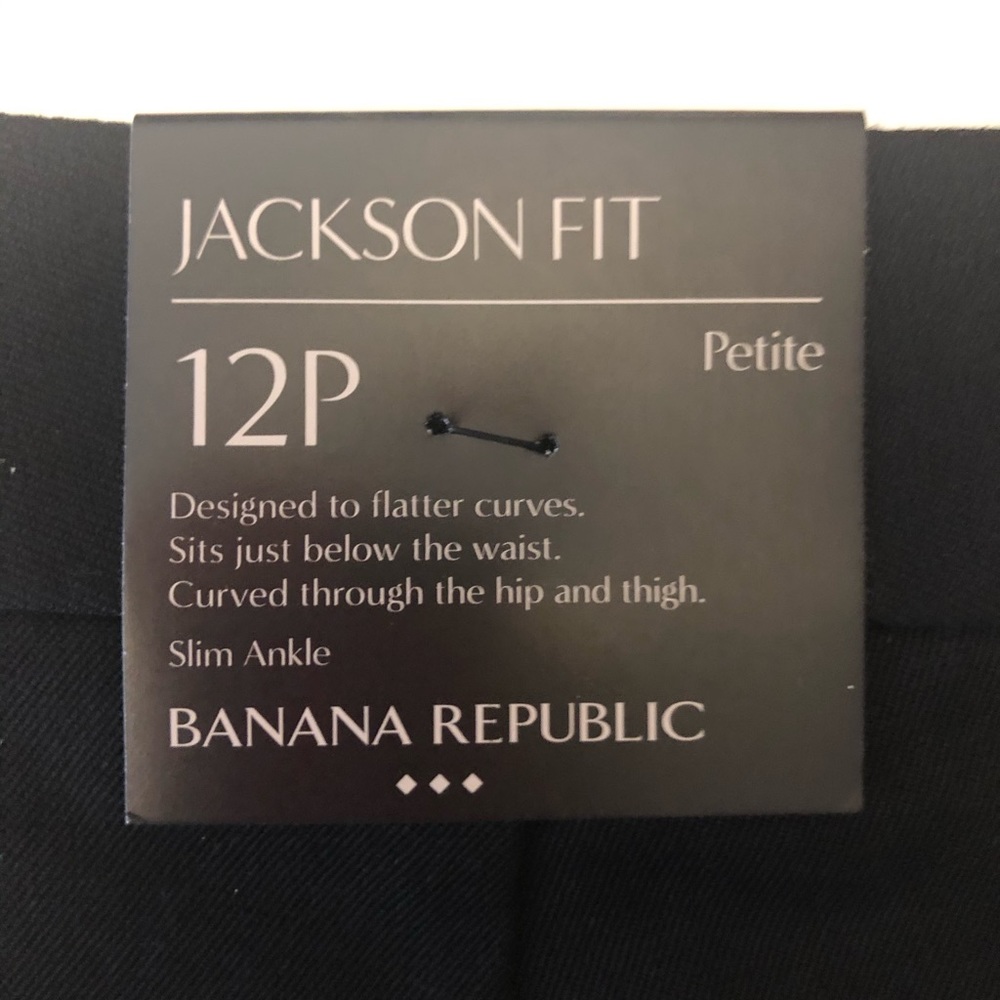 JACKSON FIT
12P
Petite
Designed to flatter curves.
Sits just below the waist.
Curved through the hip and thigh.
Slim Ankle
BANANA REPUBLIC